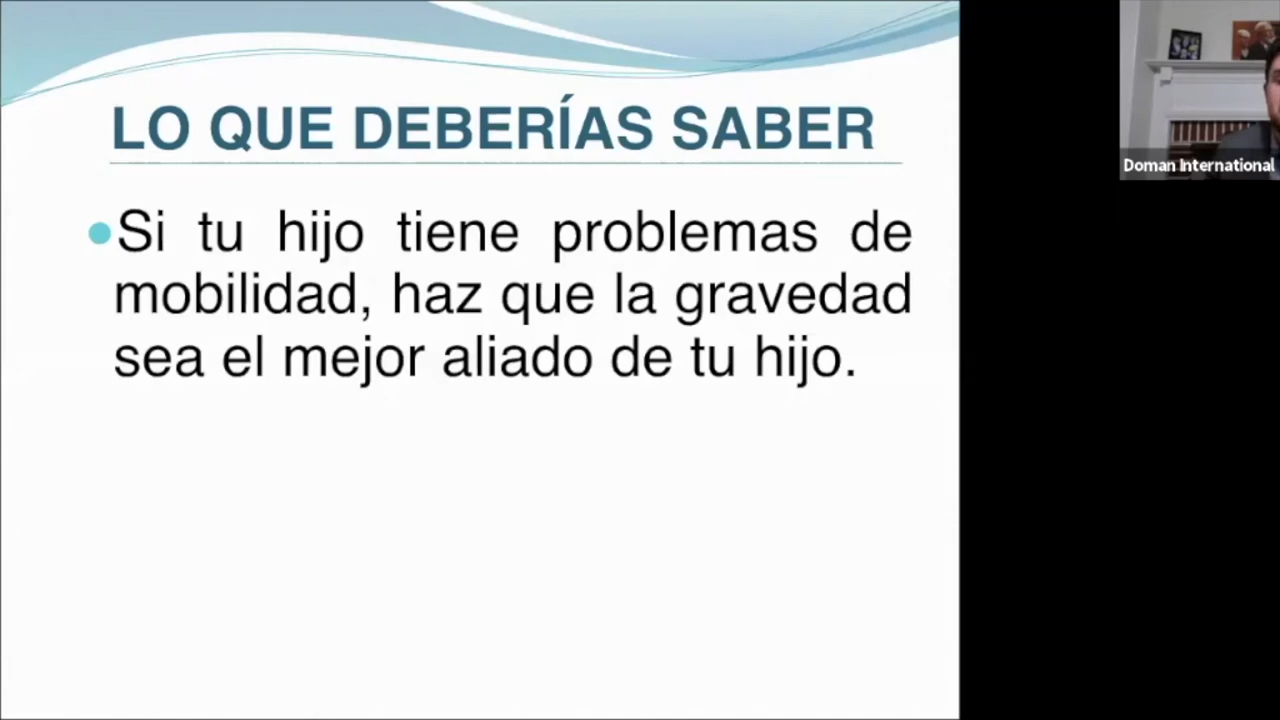 LO QUE DEBERÍAS SABER
Si tu hijo tiene problemas de
mobilidad, haz que la gravedad
sea el mejor aliado de tu hijo.
Doman International